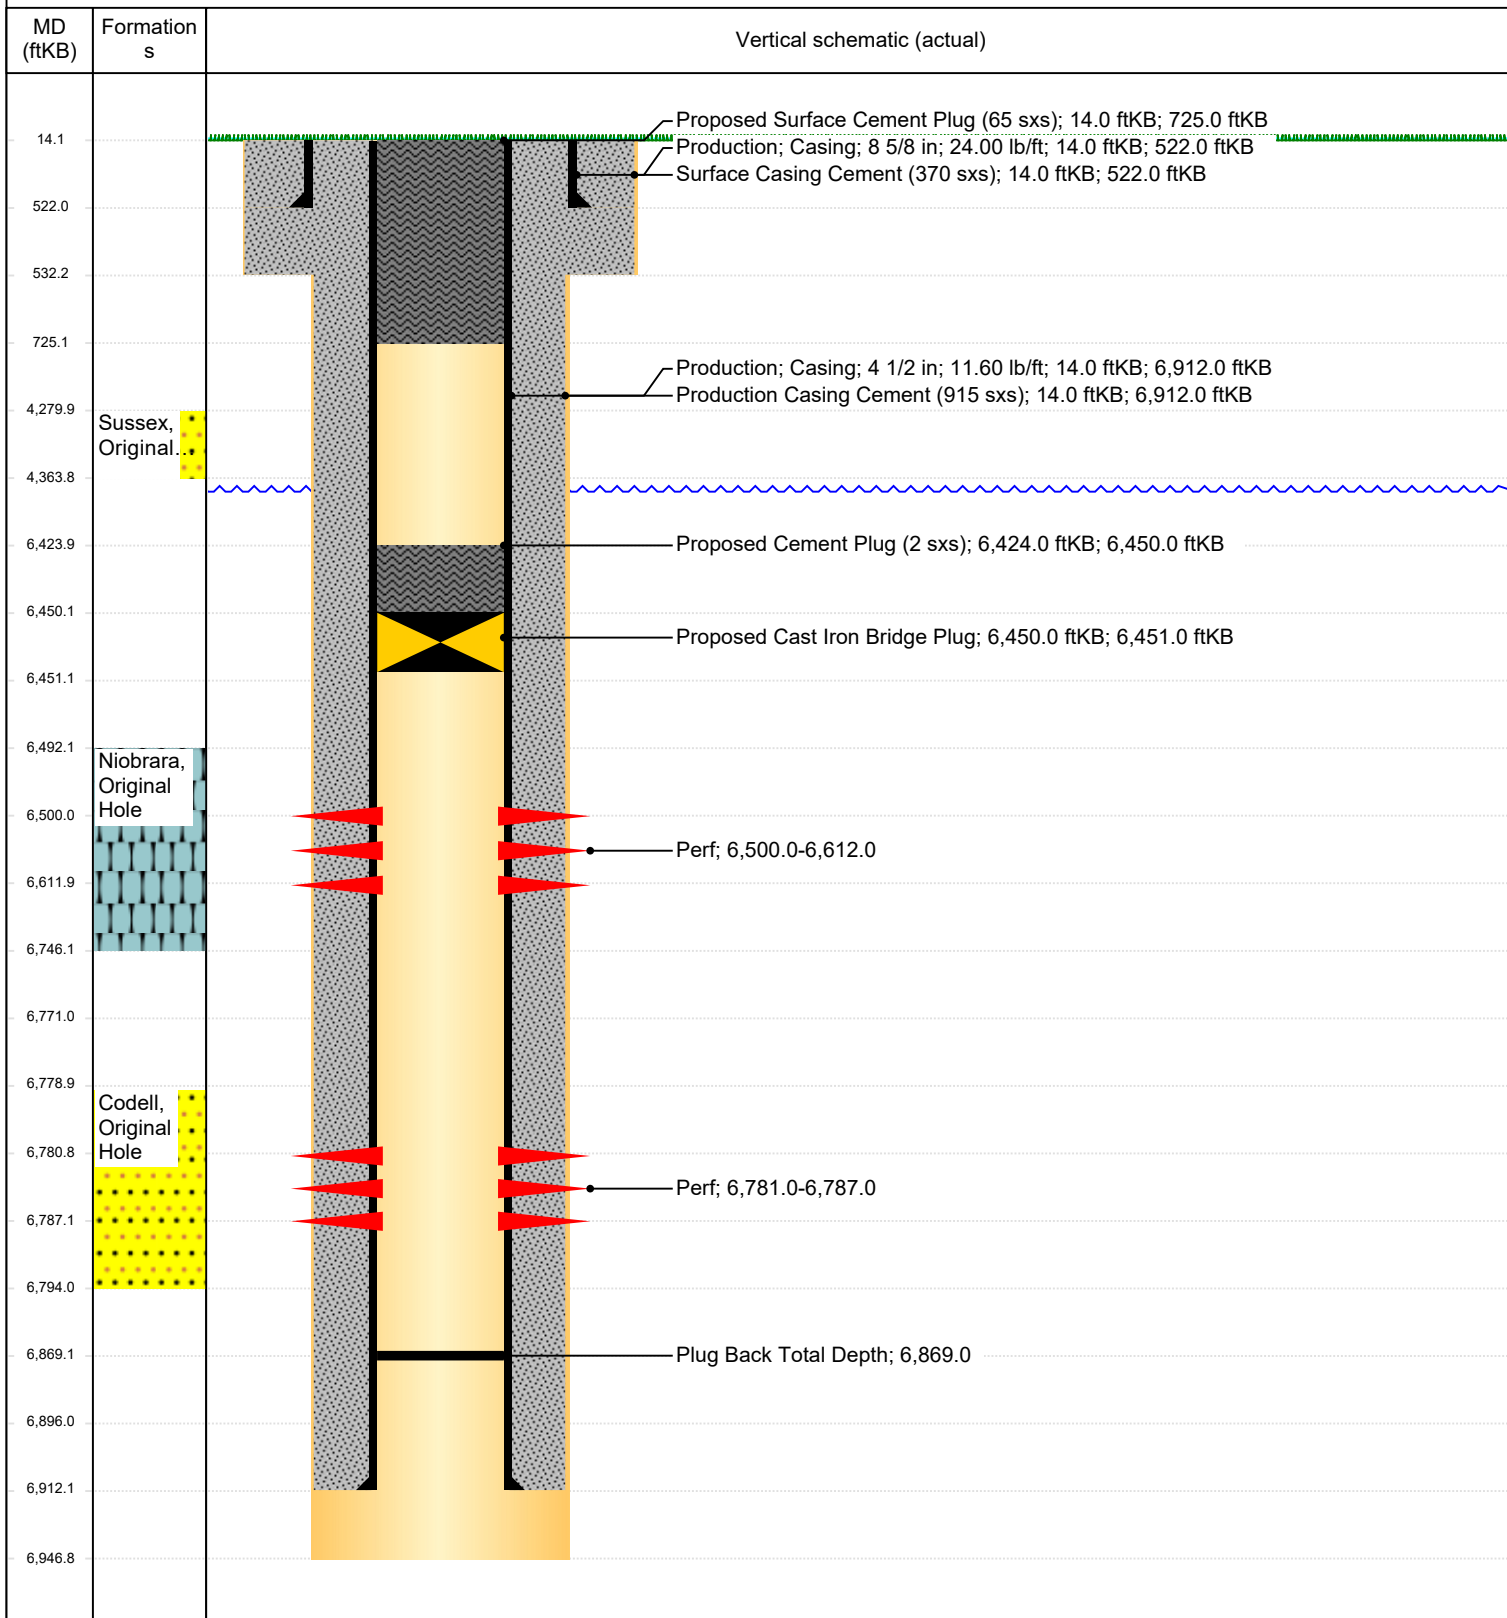 MD
(ftKB)
Formation
s
Vertical schematic (actual)
14.1
Proposed Surface Cement Plug (65 sxs); 14.0 ftKB; 725.0 ftKB
Production; Casing; 8 5/8 in; 24.00 lb/ft; 14.0 ftKB; 522.0 ftKB
Surface Casing Cement (370 sxs); 14.0 ftKB; 522.0 ftKB
522.0
532.2
725.1
Production; Casing; 4 1/2 in; 11.60 lb/ft; 14.0 ftKB; 6,912.0 ftKB
Production Casing Cement (915 sxs); 14.0 ftKB; 6,912.0 ftKB
4,279.9
Sussex,
Original...
4,363.8
6,423.9
Proposed Cement Plug (2 sxs); 6,424.0 ftKB; 6,450.0 ftKB
6,450.1
Proposed Cast Iron Bridge Plug; 6,450.0 ftKB; 6,451.0 ftKB
6,451.1
6,492.1
Niobrara,
Original
Hole
6,500.0
Perf; 6,500.0-6,612.0
6,611.9
6,746.1
6,771.0
6,778.9
Codell,
Original
Hole
6,780.8
Perf; 6,781.0-6,787.0
6,787.1
6,794.0
6,869.1
Plug Back Total Depth; 6,869.0
6,896.0
6,912.1
6,946.8